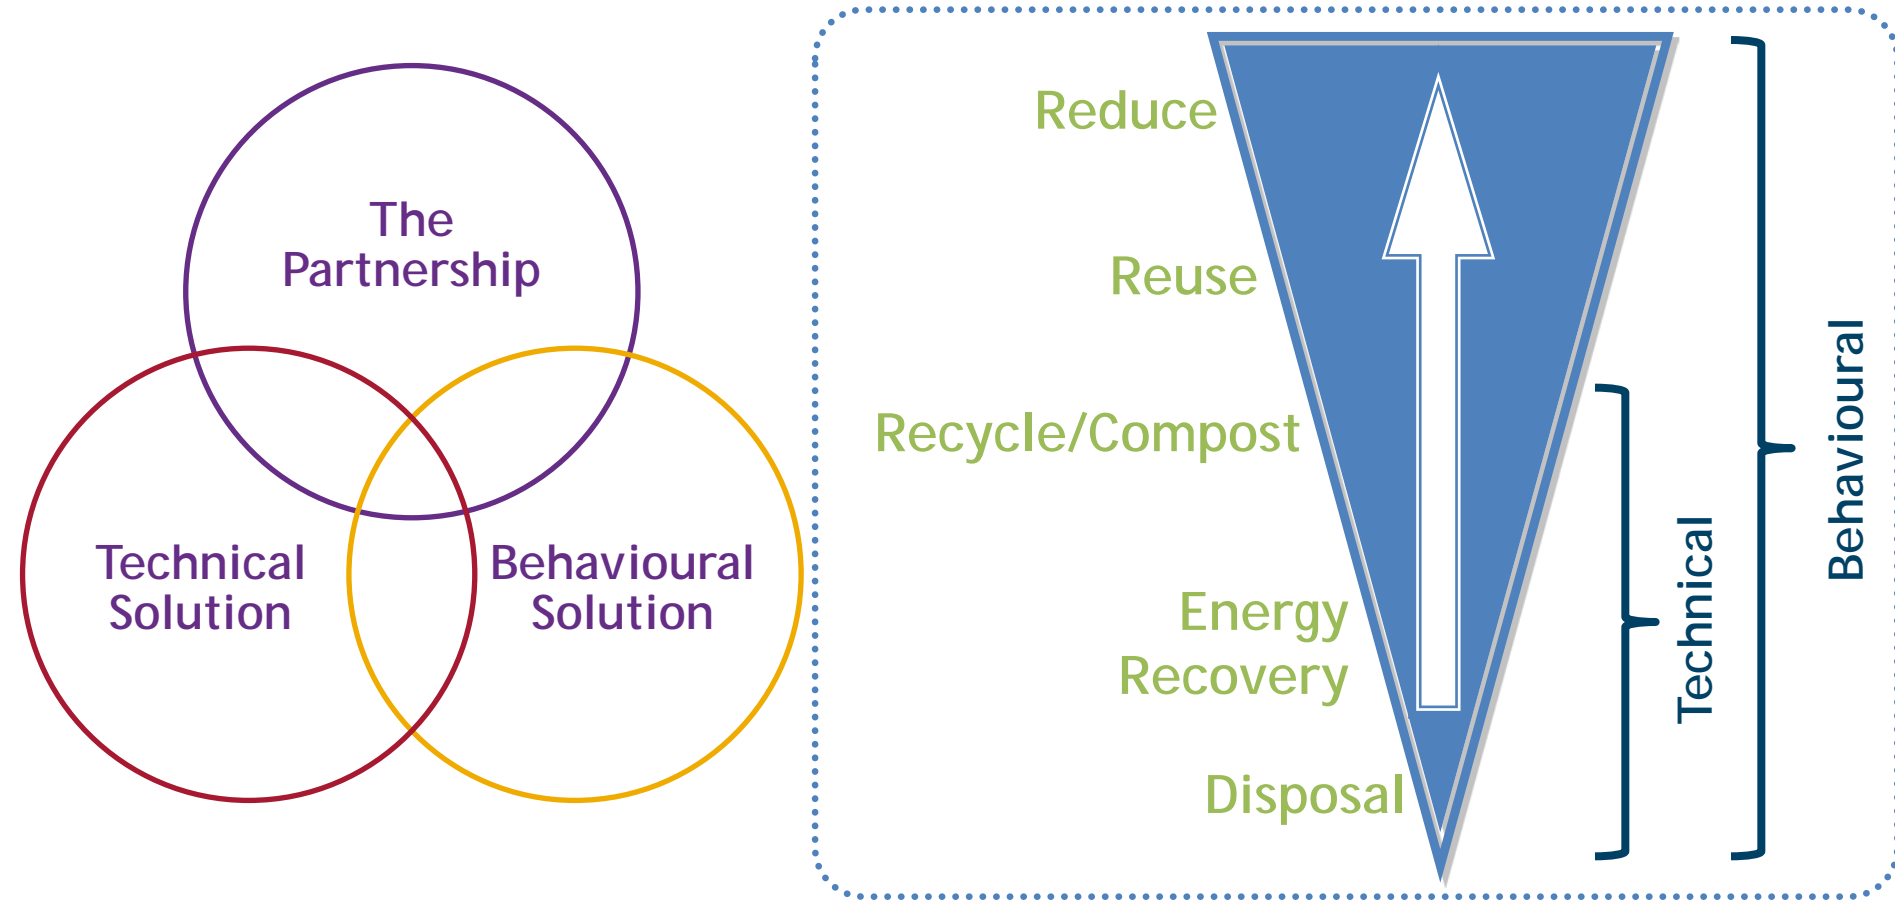 The
Partnership
Technical
Solution
Behavioural
Solution
Reduce
Reuse
Recycle/Compost
Energy
Recovery
Disposal
Technical
Behavioural